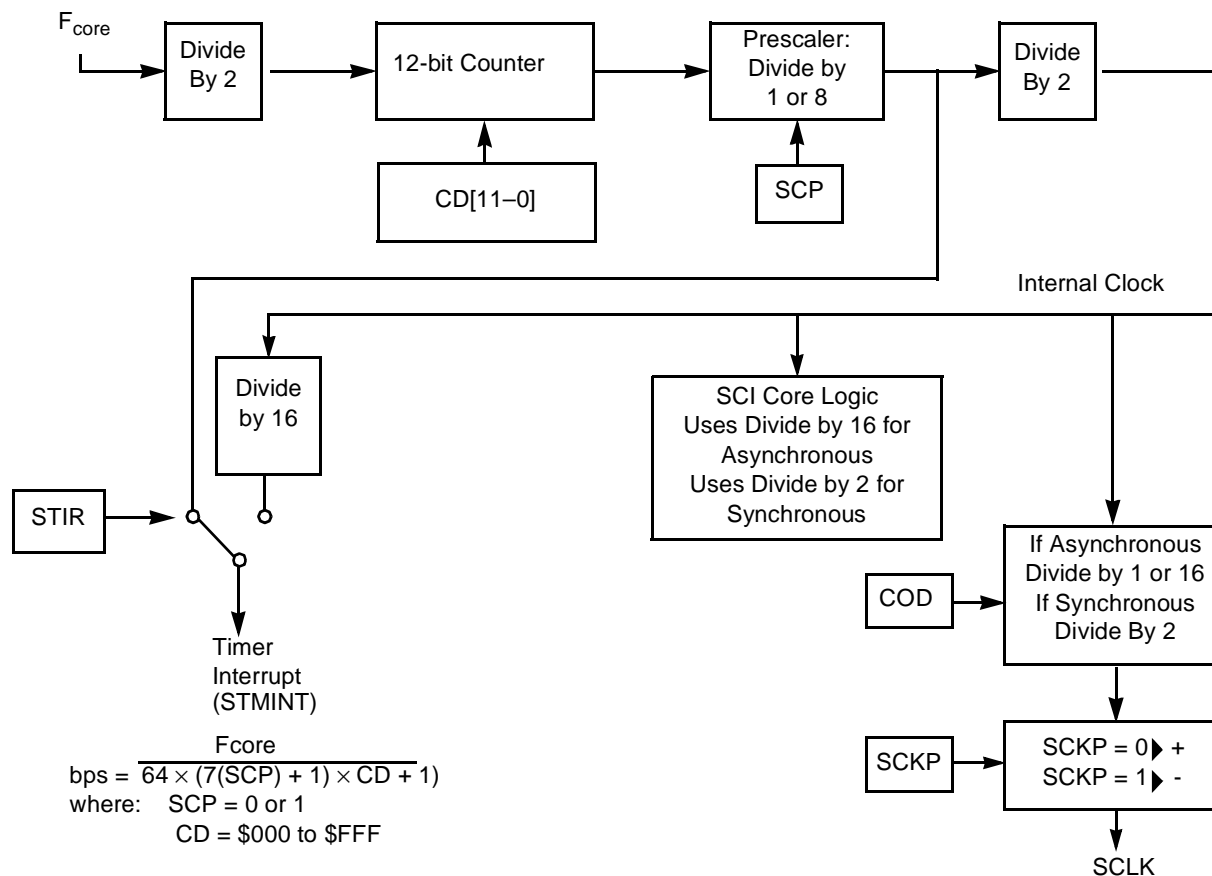 Fcore
Divide
By 2
12-bit Counter
Prescaler:
Divide by
1 or 8
Divide
By 2
CD[11–0]
SCP
Internal Clock
Divide
by 16
SCI Core Logic
Uses Divide by 16 for
Asynchronous
Uses Divide by 2 for
Synchronous
STIR
If Asynchronous
Divide by 1 or 16
If Synchronous
Divide By 2
COD
Timer
Interrupt
(STMINT)
Fcore
bps = 64 × (7(SCP) + 1) × CD + 1)
where: SCP = 0 or 1
CD = $000 to $FFF
SCKP
SCKP = 0 +
SCKP = 1 -
SCLK